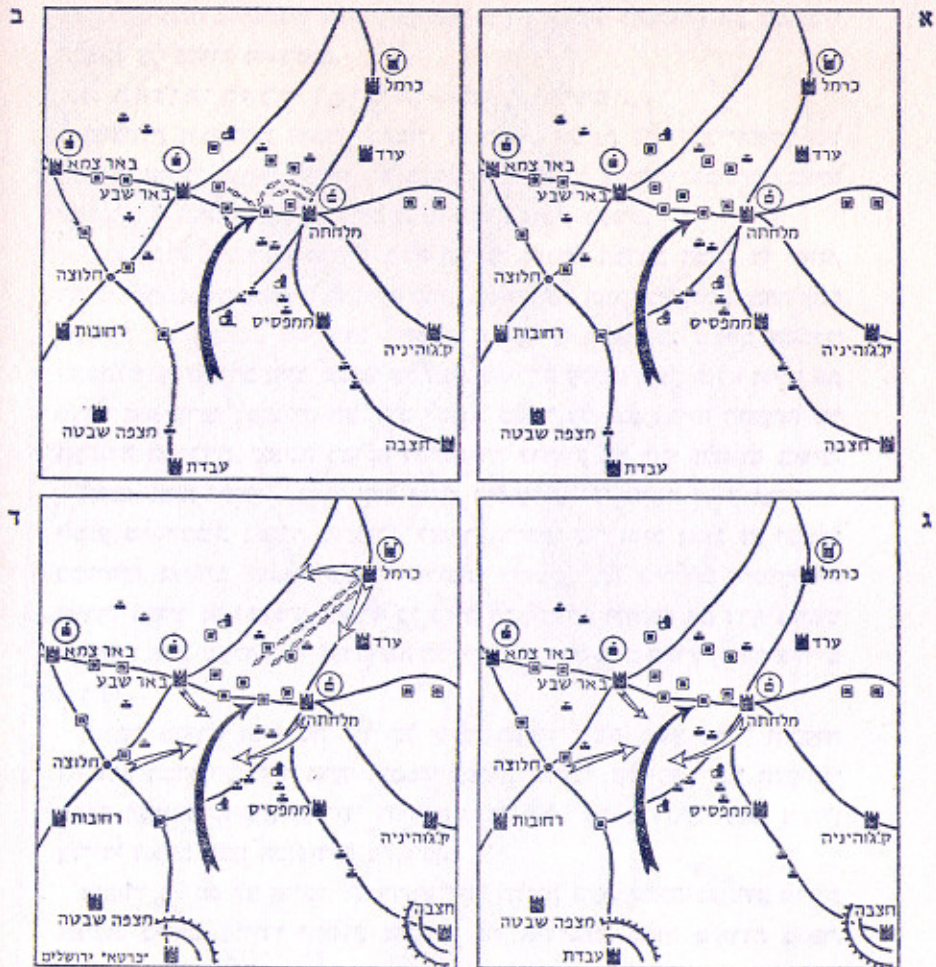 א
כרמל
ערד
באר צמא
באר שבע
מלחתה
חלוצה
רחובות
ממפסיס
ק.גוהיניה
מצפה שבטה
חצבה
עבדת
ב
כרמל
ערד
באר צמא
באר שבע
מלחתה
חלוצה
רחובות
ממפסיס
ק.גוהיניה
מצפה שבטה
חצבה
עבדת
ג
כרמל
ערד
באר צמא
באר שבע
מלחתה
חלוצה
רחובות
ממפסיס
ק.גוהיניה
חצבה
מצפה שבטה
עבדת
ד
כרמל
ערד
באר צמא
באר שבע
מלחתה
חלוצה
רחובות
ממפסיס
ק.גוהיניה
חצבה
מצפה שבטה
"כרטא" ירושלים